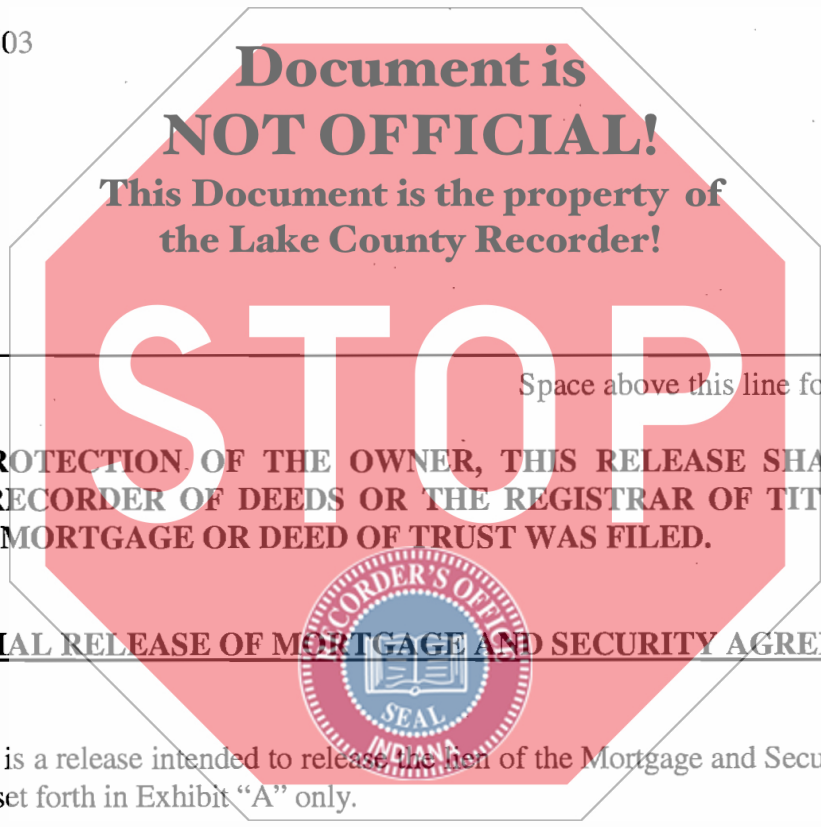 03
Document is
NOT OFFICIAL!
This Document is the property of
the Lake County Recorder!
STOP
Space above this line fo
ROTECTION OF THE OWNER, THIS RELEASE SHA
RECORDER OF DEEDS OR THE REGISTRAR OF TIT
MORTGAGE OR DEED OF TRUST WAS FILED.
IAL RELEASE OF MORTGAGE AND SECURITY AGREE
RECORDER'S OFFICE
SEAL
INDIANA
is a release intended to release the lien of the Mortgage and Secu
set forth in Exhibit “A” only.